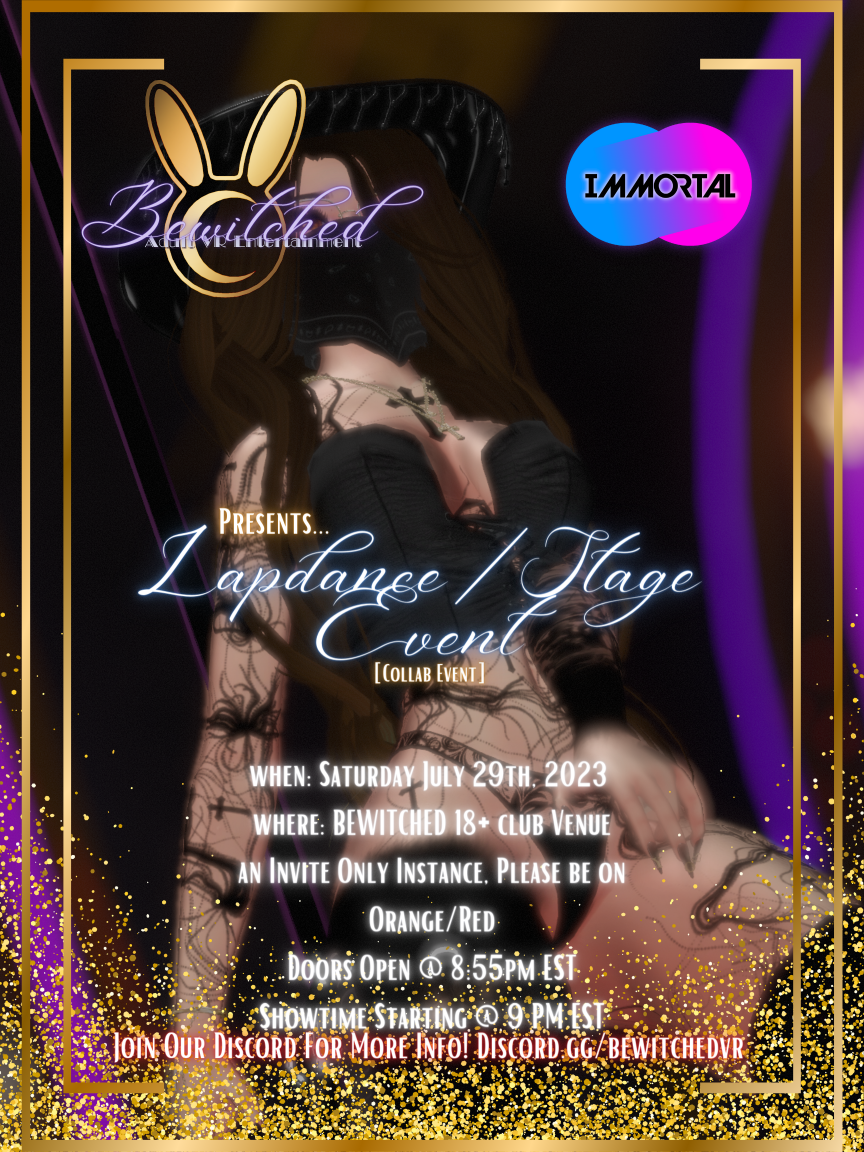 Bewitched
Adult VR Entertainment
IMMORTAL
Presents...
Lapdance / Stage
Event
[Collab Event]
when: Saturday July 29th, 2023
where: BEWITCHED 18+ club Venue
an Invite Only Instance, Please be on
Orange/Red
Doors Open @ 8:55pm EST
Showtime Starting @ 9 PM EST
Join Our Discord For More Info! Discord.gg/bewitchedvr